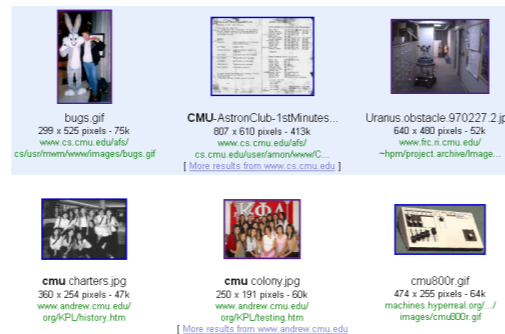 bugs.gif
299 x 525 pixels - 75k
www.cs.cmu.edu/afs/
cs/usr/mwm/www/images/bugs.gif
CMU-AstronClub-1stMinutes...
807 x 610 pixels - 413k
www.cs.cmu.edu/afs/
cs.cmu.edu/user/amon/www/C...
[ More results from www.cs.cmu.edu ]
Uranus.obstacle.970227.2.jp
640 x 480 pixels - 52k
www.frc.ri.cmu.edu/
~hpm/project.archive/Image...
ΚΦΛ
cmu charters.jpg
360 x 254 pixels - 47k
www.andrew.cmu.edu/
org/KPL/history.htm
cmu colony.jpg
250 x 191 pixels - 60k
www.andrew.cmu.edu/
org/KPL/testing.htm
[ More results from www.andrew.cmu.edu
cmu800r.gif
474 x 255 pixels - 64k
machines.hyperreal.org/.../
images/cmu800r.gif